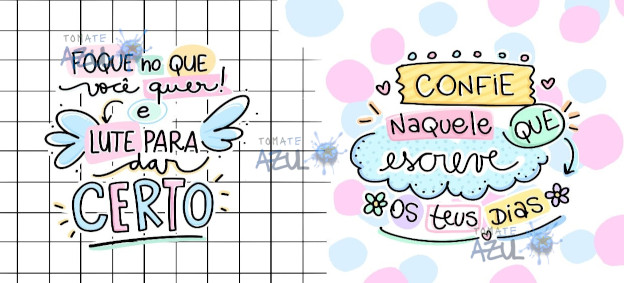 TOMATE
AZUL
FOQUE no QUE
você quer!
e
LUTE PARA
dar
CERTO
TOMATE
AZUL
CONFIE
Naquele QUE
escreve
OS teus DIAS
TOMATE
AZUL